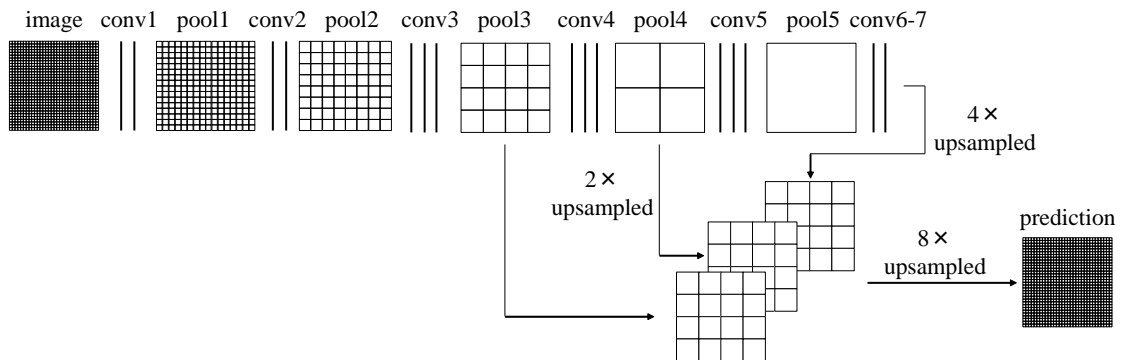 image conv1 pool1 conv2 pool2 conv3 pool3 conv4 pool4 conv5 pool5 conv6-7
4×
upsampled
2×
upsampled
prediction
8×
upsampled